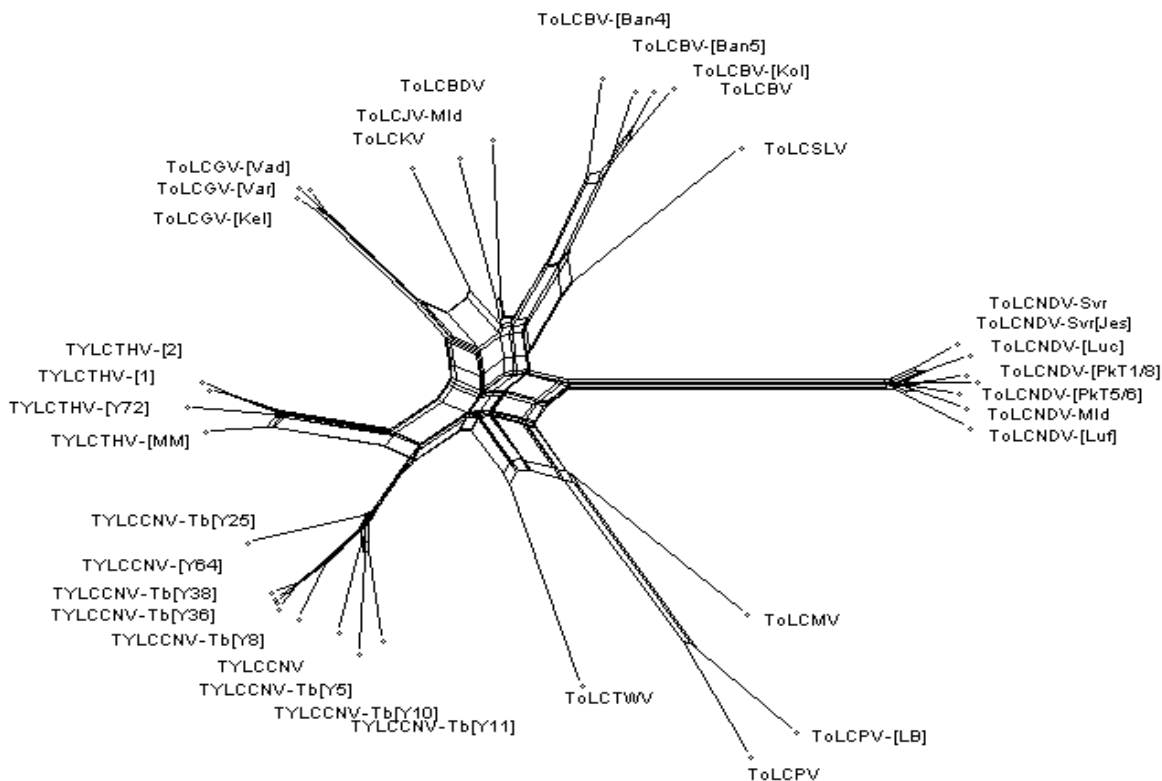 ToLCBV-[Ban4]
ToLCBV-[Ban5]
ToLCBV-[Kol]
ToLCBV
ToLCBDV
ToLCJV-Mld
ToLCKV
ToLCSLV
ToLCGV-[Vad]
ToLCGV-[Var]
ToLCGV-[Kel]
ToLCNDV-Svr
ToLCNDV-Svr[Jes]
ToLCNDV-[Luc]
ToLCNDV-[PkT1/8]
ToLCNDV-[PkT5/6]
ToLCNDV-Mld
ToLCNDV-[Luf]
TYLCTHV-[2]
TYLCTHV-[1]
TYLCTHV-[Y72]
TYLCTHV-[MM]
TYLCCNV-Tb[Y25]
TYLCCNV-[Y64]
TYLCCNV-Tb[Y38]
TYLCCNV-Tb[Y36]
TYLCCNV-Tb[Y8]
TYLCCNV
TYLCCNV-Tb[Y5]
TYLCCNV-Tb[Y10]
TYLCCNV-Tb[Y11]
ToLCMV
ToLCTWV
ToLCPV-[LB]
ToLCPV